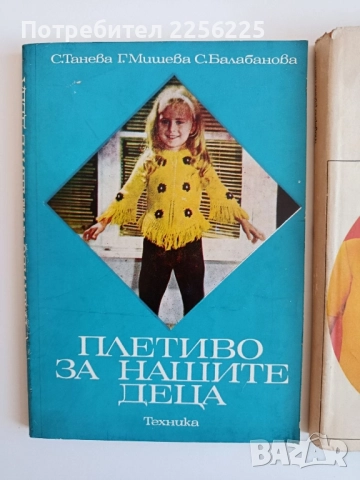 Потребител 2256225
С. Танева Г. Мишева С. Балабанова
ПЛЕТИВО
ЗА НАШИТЕ
ДЕЦА
Техника
BAZAR